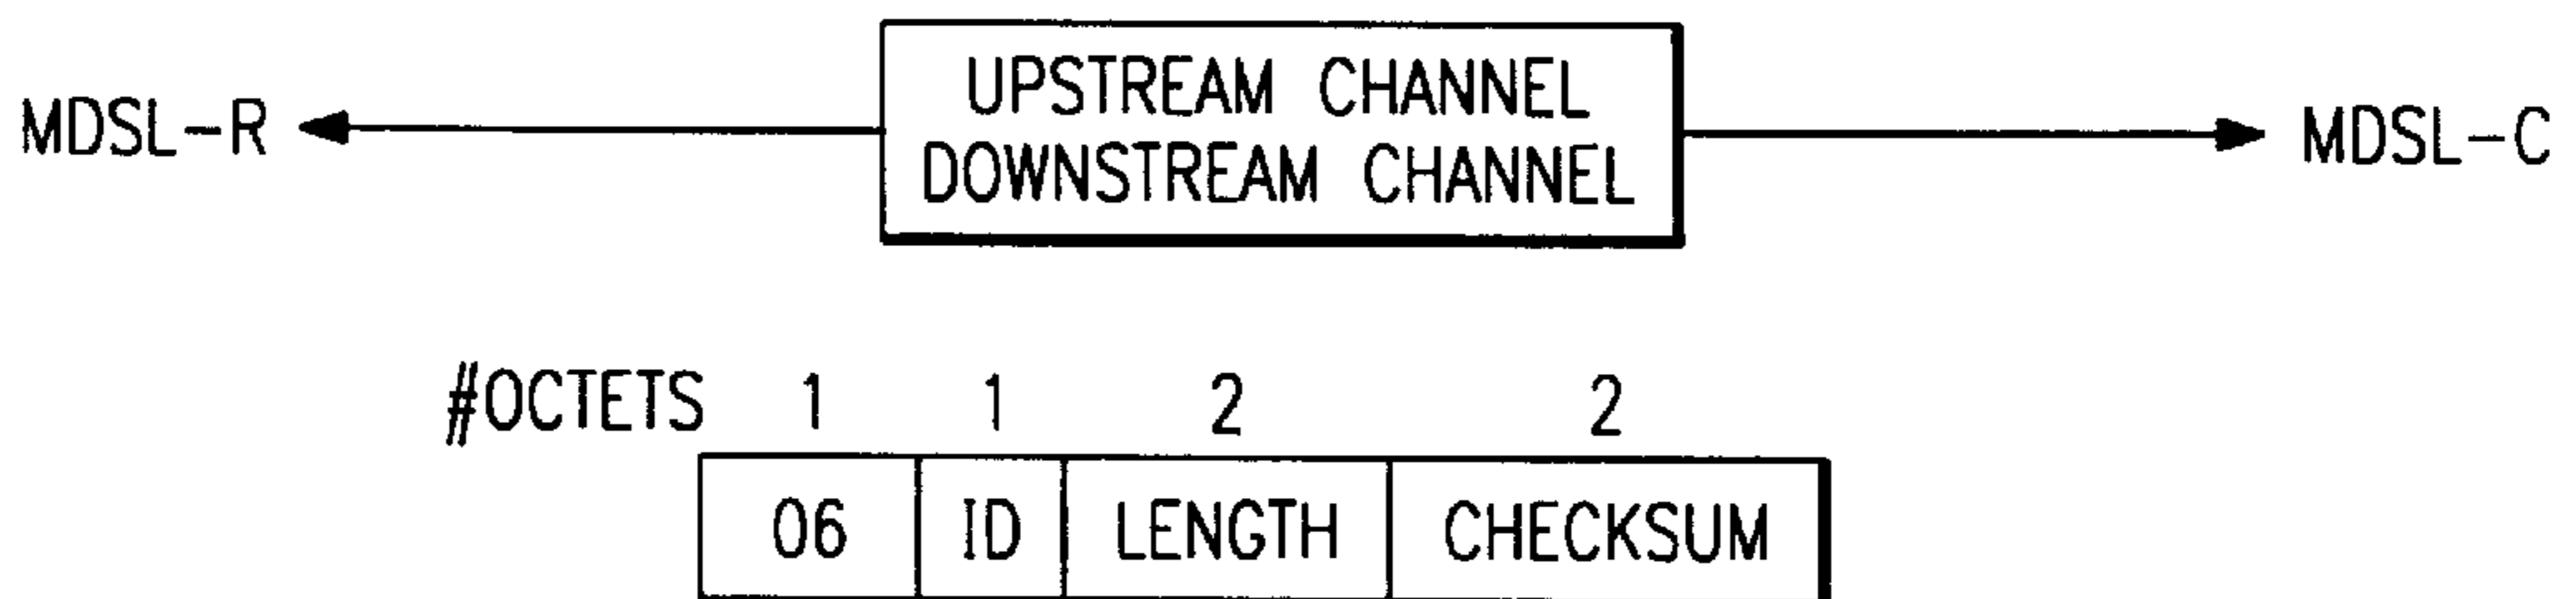 UPSTREAM CHANNEL
MDSL-R DOWNSTREAM CHANNEL MDSL-C
#OCTETS 1 1 2 2
06 ID LENGTH CHECKSUM